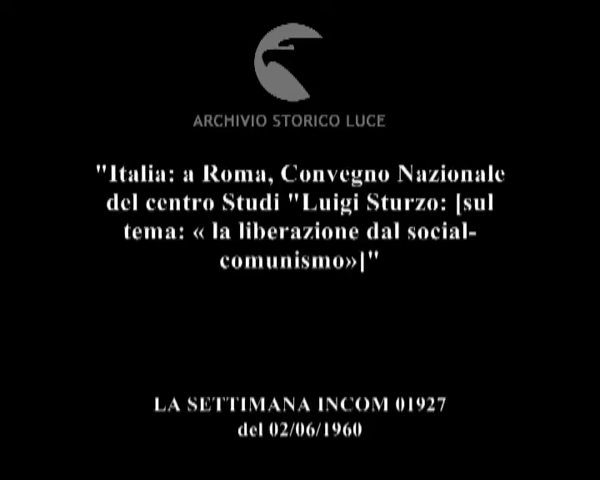 ARCHIVIO STORICO LUCE
"Italia: a Roma, Convegno Nazionale
del centro Studi "Luigi Sturzo: [sul
tema: « la liberazione dal social-
comunismo»]"
LA SETTIMANA INCOM 01927
del 02/06/1960